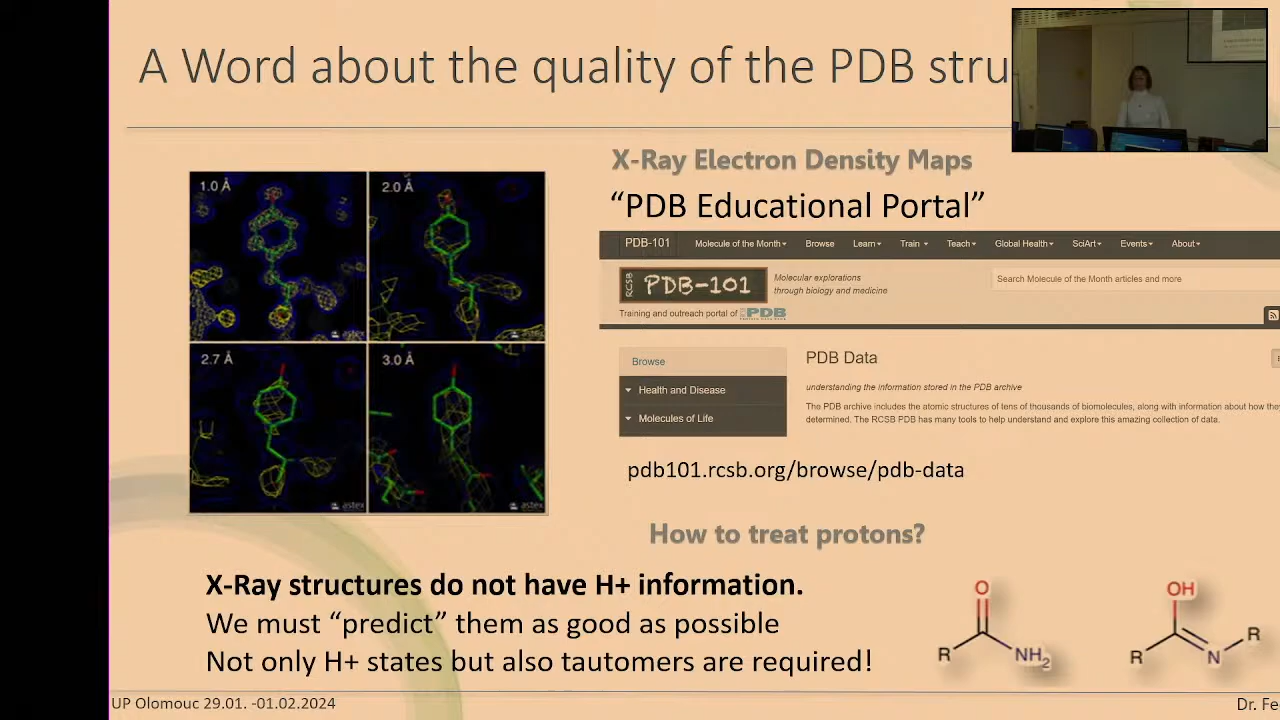 A Word about the quality of the PDB stru
1.0 Å
2.0 Å
2.7 Å
3.0 Å
astex
astex
astex
astex
X-Ray Electron Density Maps
“PDB Educational Portal”
PDB-101 Molecule of the Month Browse Learn Train Teach Global Health SciArt Events About
RCSB PDB-101
Molecular explorations
through biology and medicine
Search Molecule of the Month articles and more
Training and outreach portal of PDB
Browse
Health and Disease
Molecules of Life
PDB Data
understanding the information stored in the PDB archive
The PDB archive includes the atomic structures of tens of thousands of biomolecules, along with information about how they
determined. The RCSB PDB has many tools to help understand and explore this amazing collection of data.
pdb101.rcsb.org/browse/pdb-data
How to treat protons?
X-Ray structures do not have H+ information.
We must “predict” them as good as possible
Not only H+ states but also tautomers are required!
O
R
NH2
OH
R
N
R
UP Olomouc 29.01. -01.02.2024
Dr. Fe